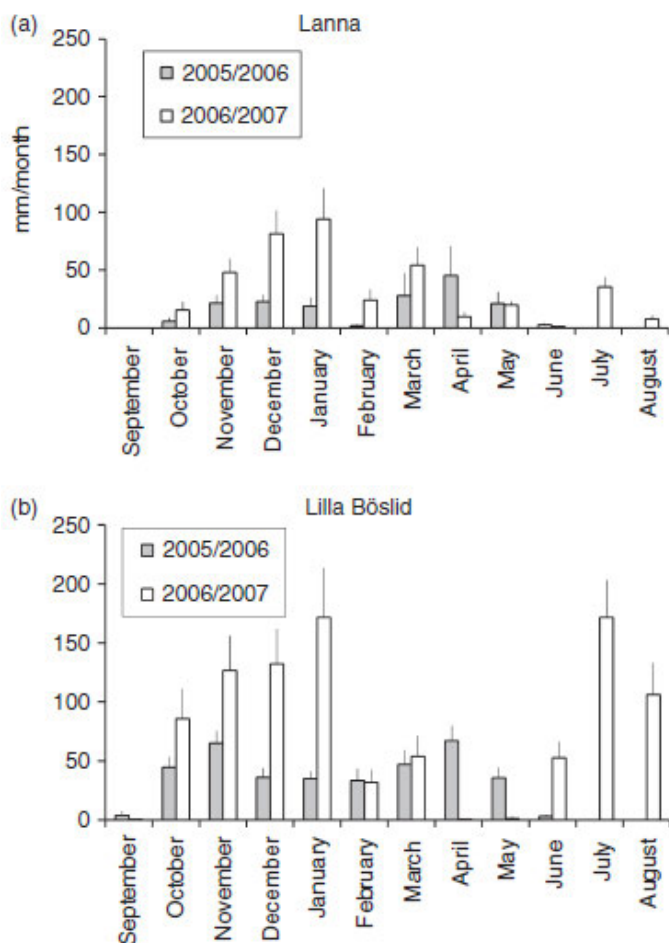 (a) Lanna
250
200
150
100
50
0
mm/month
2005/2006
2006/2007
September
October
November
December
January
February
March
April
May
June
July
August
(b) Lilla Böslid
250
200
150
100
50
0
2005/2006
2006/2007
September
October
November
December
January
February
March
April
May
June
July
August